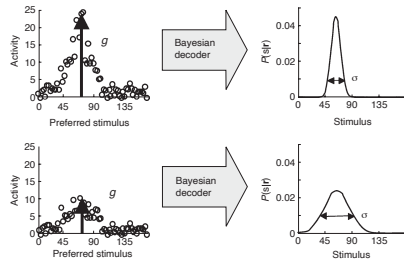 25
20
15
10
5
0
Activity
g
0 45 90 135
Preferred stimulus
Bayesian
decoder
0.04
0.02
0
P(s|r)
σ
0 45 90 135
Stimulus
25
20
15
10
5
0
Activity
g
0 45 90 135
Preferred stimulus
Bayesian
decoder
0.04
0.02
0
P(s|r)
σ
0 45 90 135
Stimulus